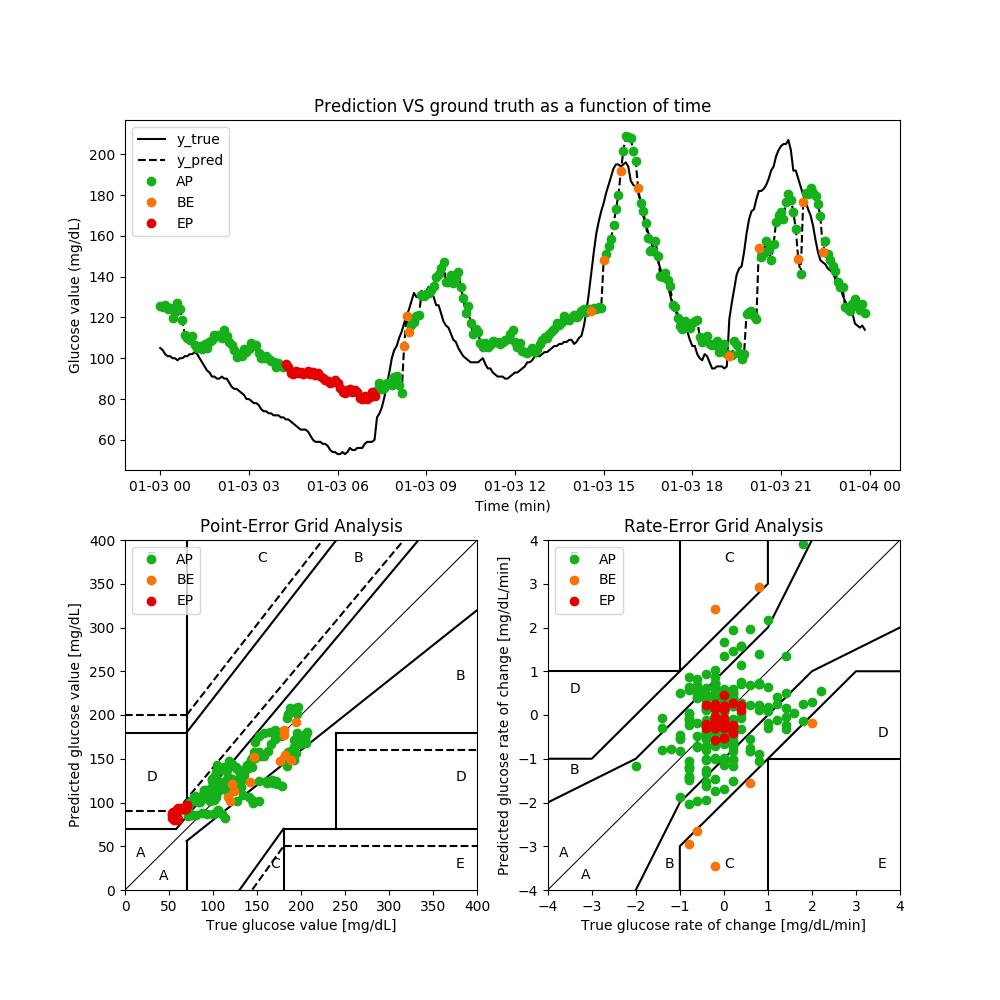 Prediction VS ground truth as a function of time
Glucose value (mg/dL)
200
180
160
140
120
100
80
60
y_true
y_pred
AP
BE
EP
01-03 00 01-03 03 01-03 06 01-03 09 01-03 12 01-03 15 01-03 18 01-03 21 01-04 00
Time (min)
Point-Error Grid Analysis
Predicted glucose value [mg/dL]
400
350
300
250
200
150
100
50
0
AP
BE
EP
C B
B
D D
A
A
C E
0 50 100 150 200 250 300 350 400
True glucose value [mg/dL]
Rate-Error Grid Analysis
Predicted glucose rate of change [mg/dL/min]
4
3
2
1
0
−1
−2
−3
−4
AP
BE
EP
C
D
D
B
A
A
B C E
−4 −3 −2 −1 0 1 2 3 4
True glucose rate of change [mg/dL/min]